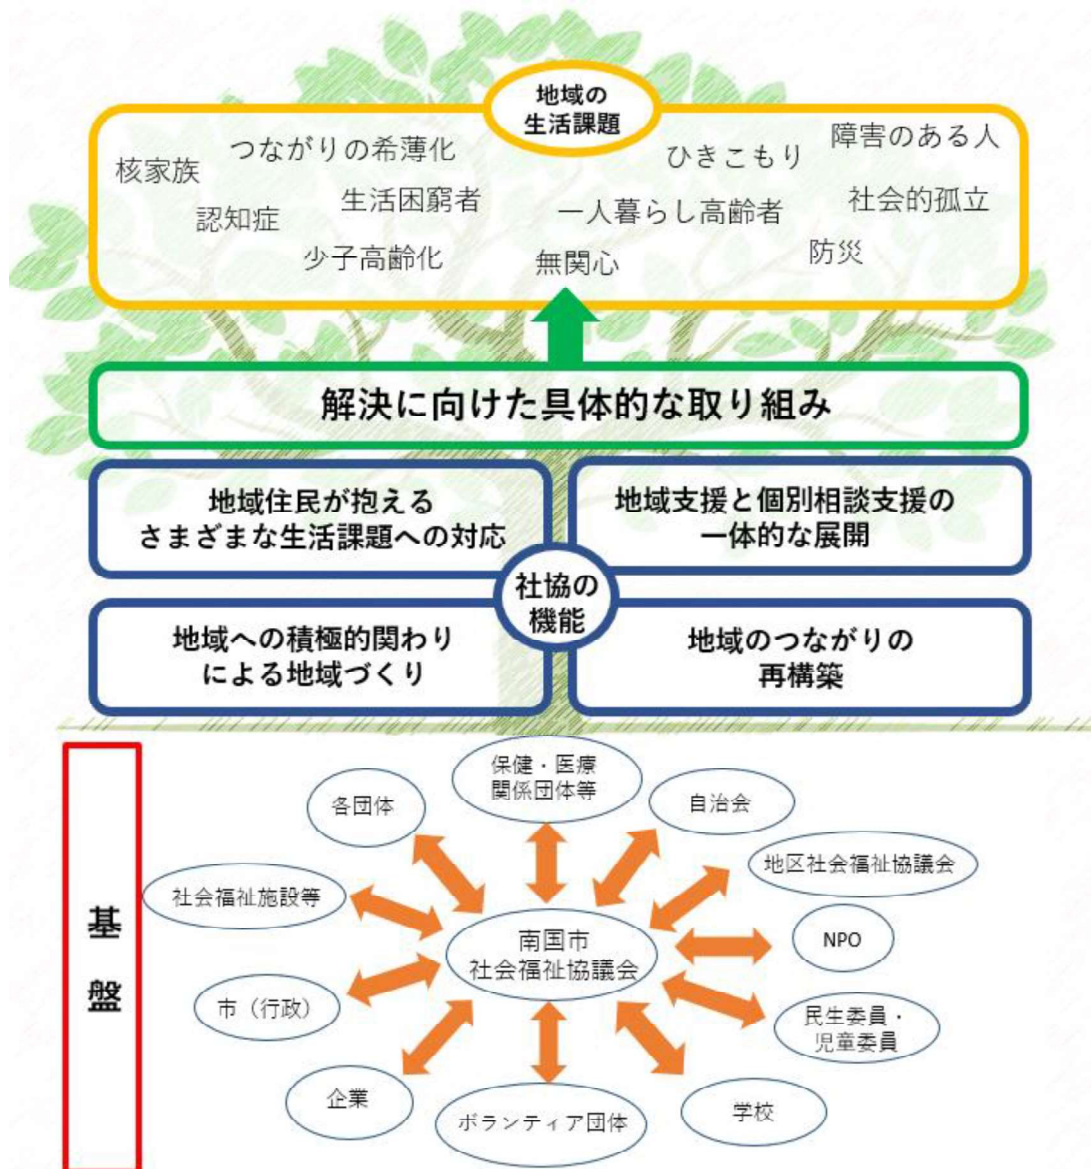 地域の
生活課題
核家族
つながりの希薄化
ひきこもり
障害のある人
認知症
生活困窮者
一人暮らし高齢者
社会的孤立
少子高齢化
無関心
防災
解決に向けた具体的な取り組み
地域住民が抱える
さまざまな生活課題への対応
地域支援と個別相談支援の
一体的な展開
社協の
機能
地域への積極的関わり
による地域づくり
地域のつながりの
再構築
基盤
保健・医療
関係団体等
各団体
自治会
社会福祉施設等
地区社会福祉協議会
南国市
社会福祉協議会
NPO
市（行政）
民生委員・
児童委員
企業
ボランティア団体
学校